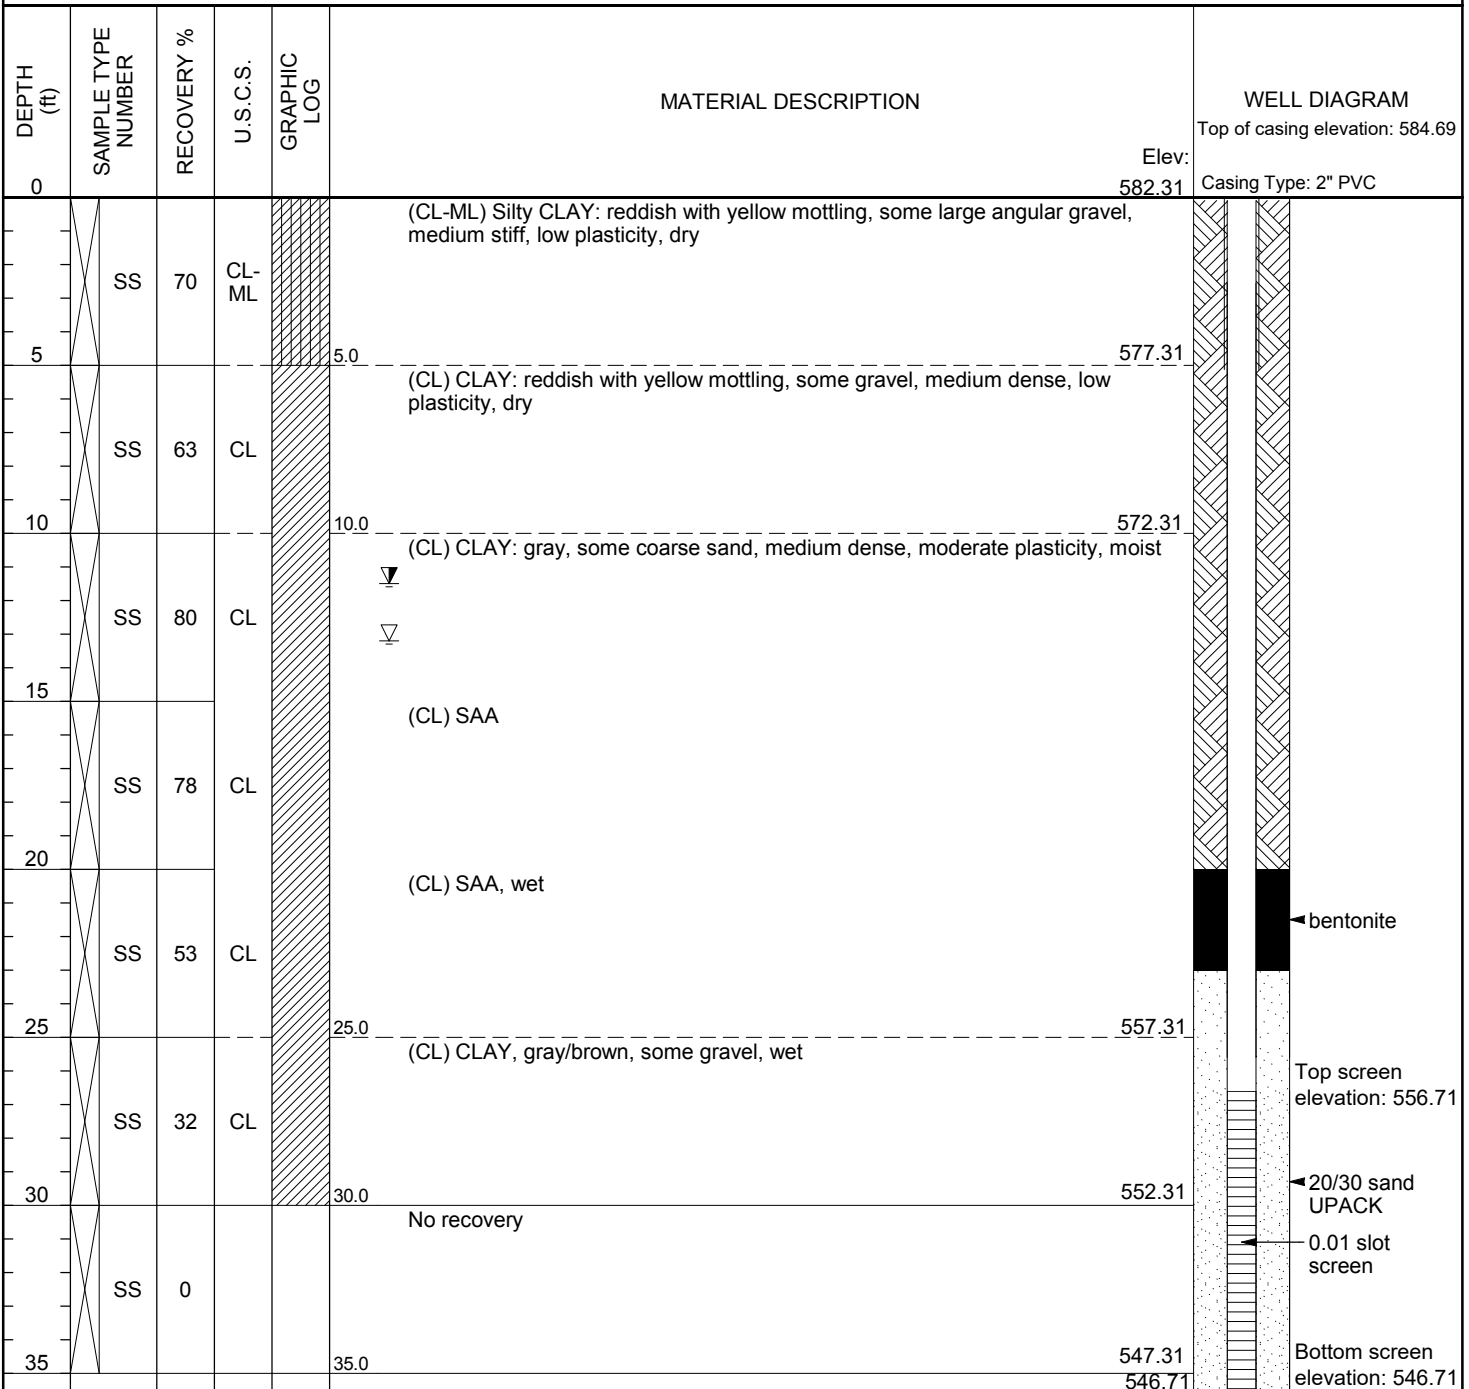 DEPTH
(ft)
SAMPLE TYPE
NUMBER
RECOVERY %
U.S.C.S.
GRAPHIC
LOG
MATERIAL DESCRIPTION
WELL DIAGRAM
Top of casing elevation: 584.69
Elev:
0
582.31
Casing Type: 2" PVC
(CL-ML) Silty CLAY: reddish with yellow mottling, some large angular gravel,
medium stiff, low plasticity, dry
SS 70 CL-
ML
5 5.0 577.31
(CL) CLAY: reddish with yellow mottling, some gravel, medium dense, low
plasticity, dry
SS 63 CL
10 10.0 572.31
(CL) CLAY: gray, some coarse sand, medium dense, moderate plasticity, moist
SS 80 CL
15
(CL) SAA
SS 78 CL
20
(CL) SAA, wet
bentonite
SS 53 CL
25 25.0 557.31
(CL) CLAY, gray/brown, some gravel, wet
Top screen
elevation: 556.71
SS 32 CL
30 30.0 552.31
20/30 sand
UPACK
No recovery
0.01 slot
screen
SS 0
35 35.0 547.31
Bottom screen
elevation: 546.71
546.71